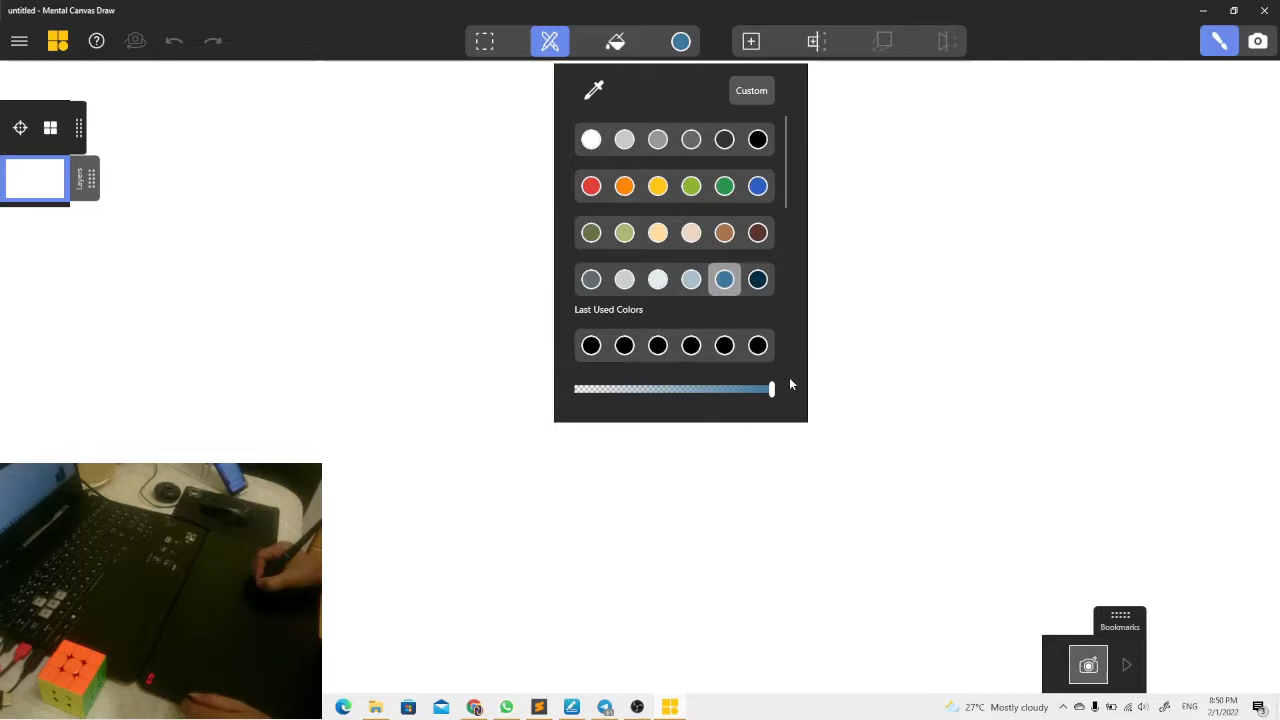 untitled - Mental Canvas Draw
Custom
Layers
Last Used Colors
Bookmarks
27°C Mostly cloudy
ENG
8:50 PM
2/1/2022